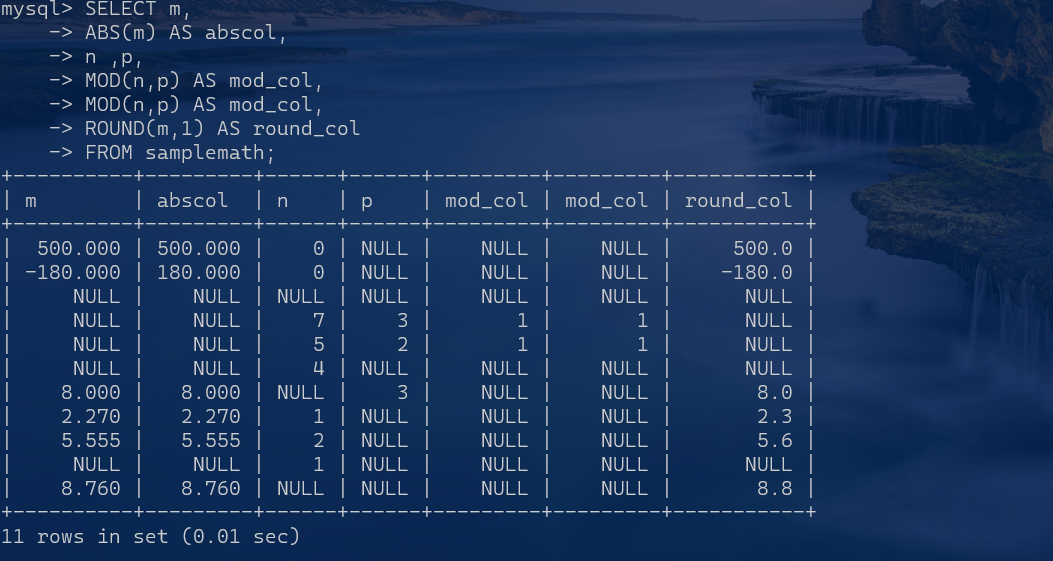 mysql> SELECT m,
    -> ABS(m) AS abscol,
    -> n ,p,
    -> MOD(n,p) AS mod_col,
    -> MOD(n,p) AS mod_col,
    -> ROUND(m,1) AS round_col
    -> FROM samplemath;
+----------+---------+------+------+---------+---------+-----------+
| m        | abscol  | n    | p    | mod_col | mod_col | round_col |
+----------+---------+------+------+---------+---------+-----------+
|  500.000 | 500.000 |    0 | NULL |    NULL |    NULL |     500.0 |
| -180.000 | 180.000 |    0 | NULL |    NULL |    NULL |    -180.0 |
|     NULL |    NULL | NULL | NULL |    NULL |    NULL |      NULL |
|     NULL |    NULL |    7 |    3 |       1 |       1 |      NULL |
|     NULL |    NULL |    5 |    2 |       1 |       1 |      NULL |
|     NULL |    NULL |    4 | NULL |    NULL |    NULL |      NULL |
|    8.000 |   8.000 | NULL |    3 |    NULL |    NULL |       8.0 |
|    2.270 |   2.270 |    1 | NULL |    NULL |    NULL |       2.3 |
|    5.555 |   5.555 |    2 | NULL |    NULL |    NULL |       5.6 |
|     NULL |    NULL |    1 | NULL |    NULL |    NULL |      NULL |
|    8.760 |   8.760 | NULL | NULL |    NULL |    NULL |       8.8 |
+----------+---------+------+------+---------+---------+-----------+
11 rows in set (0.01 sec)